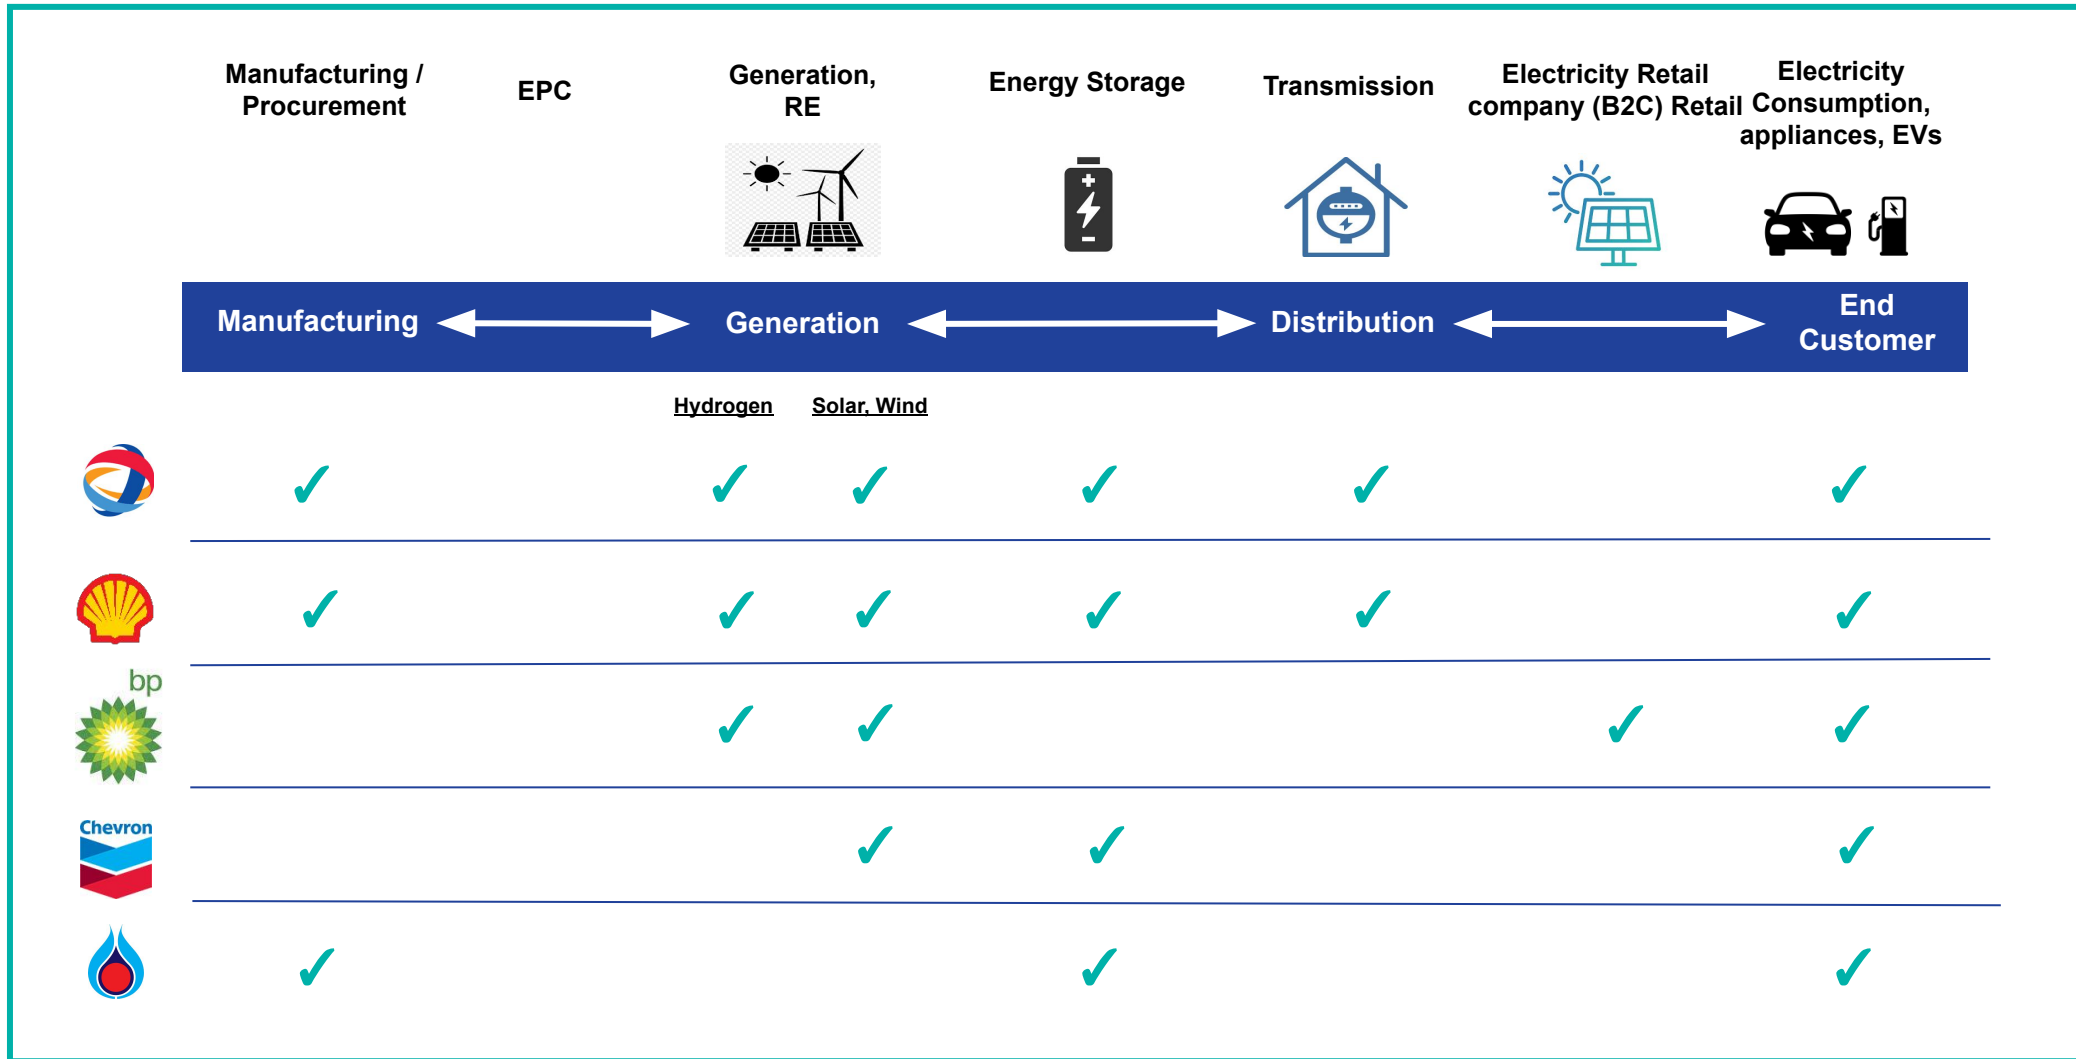 Manufacturing /
Procurement
EPC
Generation,
RE
Energy Storage
Transmission
Electricity Retail
company (B2C) Retail
Electricity
Consumption,
appliances, EVs
Manufacturing
Generation
Distribution
End
Customer
Hydrogen
Solar, Wind
bp
Chevron